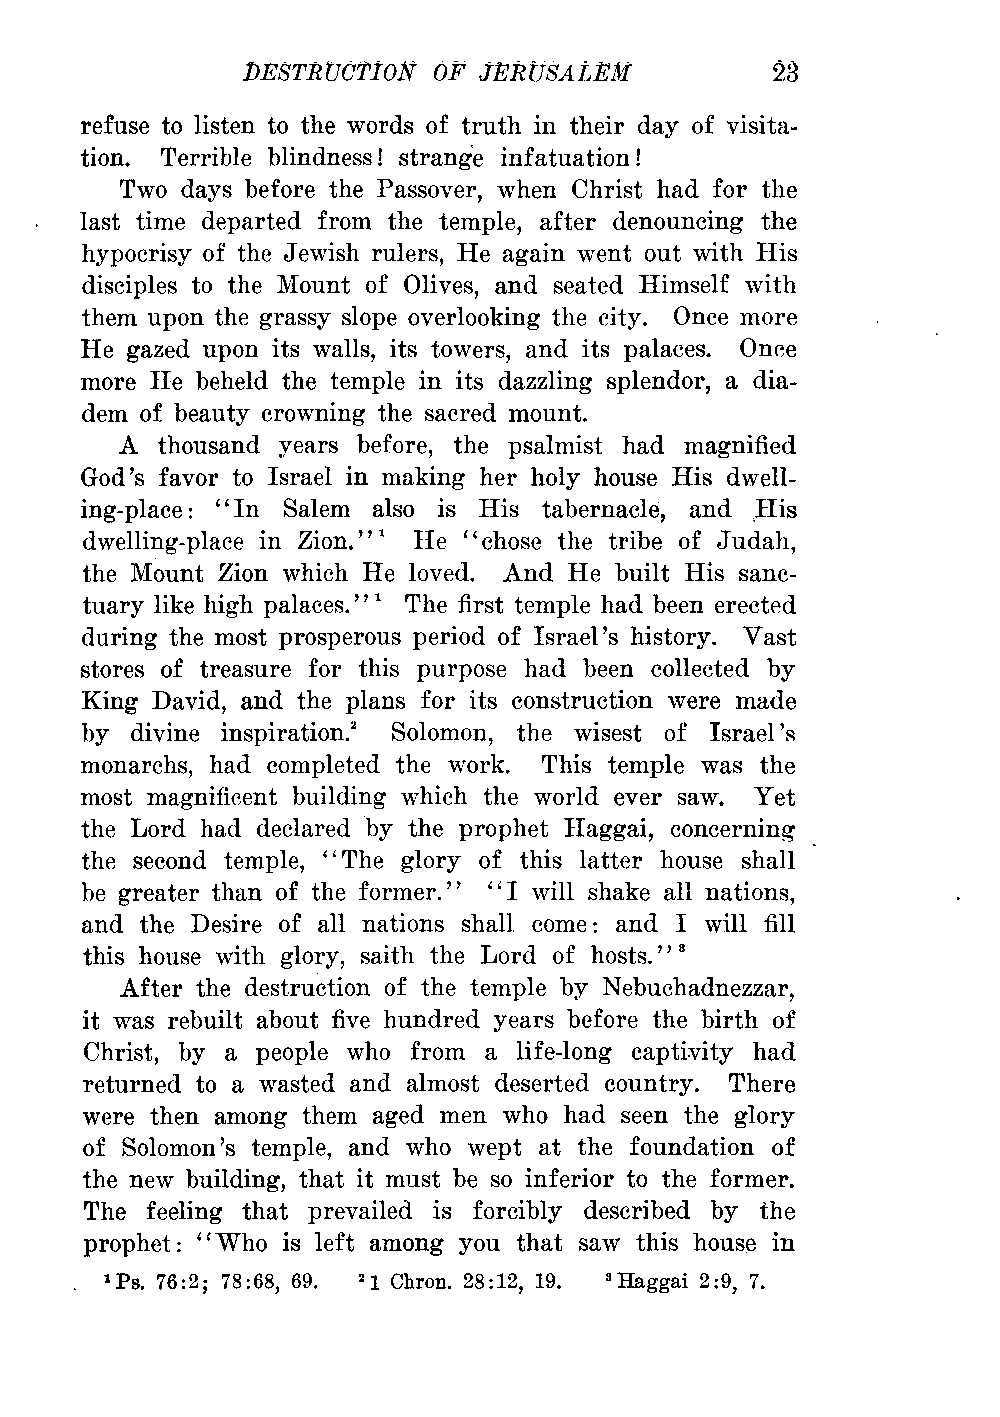 DESTRUCTION OF JERUSALEM 23
refuse to listen to the words of truth in their day of visita-
tion. Terrible blindness! strange infatuation!
Two days before the Passover, when Christ had for the
last time departed from the temple, after denouncing the
hypocrisy of the Jewish rulers, He again went out with His
disciples to the Mount of Olives, and seated Himself with
them upon the grassy slope overlooking the city. Once more
He gazed upon its walls, its towers, and its palaces. Once
more He beheld the temple in its dazzling splendor, a dia-
dem of beauty crowning the sacred mount.
A thousand years before, the psalmist had magnified
God's favor to Israel in making her holy house His dwell-
ing-place: "In Salem also is His tabernacle, and His
dwelling-place in Zion."¹ He "chose the tribe of Judah,
the Mount Zion which He loved. And He built His sanc-
tuary like high palaces."¹ The first temple had been erected
during the most prosperous period of Israel's history. Vast
stores of treasure for this purpose had been collected by
King David, and the plans for its construction were made
by divine inspiration.² Solomon, the wisest of Israel's
monarchs, had completed the work. This temple was the
most magnificent building which the world ever saw. Yet
the Lord had declared by the prophet Haggai, concerning
the second temple, "The glory of this latter house shall
be greater than of the former." "I will shake all nations,
and the Desire of all nations shall come: and I will fill
this house with glory, saith the Lord of hosts."³
After the destruction of the temple by Nebuchadnezzar,
it was rebuilt about five hundred years before the birth of
Christ, by a people who from a life-long captivity had
returned to a wasted and almost deserted country. There
were then among them aged men who had seen the glory
of Solomon's temple, and who wept at the foundation of
the new building, that it must be so inferior to the former.
The feeling that prevailed is forcibly described by the
prophet: "Who is left among you that saw this house in
¹Ps. 76:2; 78:68, 69. ²1 Chron. 28:12, 19. ³Haggai 2:9, 7.